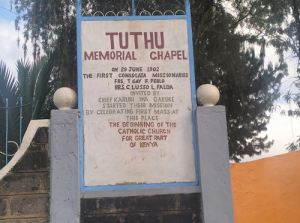 TUTHU
MEMORIAL CHAPEL
ON 29 JUNE 1902
THE FIRST CONSOLATA MISSIONARIES
FRS. T. GAY F. PERLO
BRS. C. LUSSO L. FALDA
INVITED BY
CHIEF KARURI WA GAKURE
STARTED THEIR MISSION
BY CELEBRATING FIRST MASS AT
THIS PLACE
THE BEGINNING OF THE
CATHOLIC CHURCH
FOR GREAT PART
OF KENYA